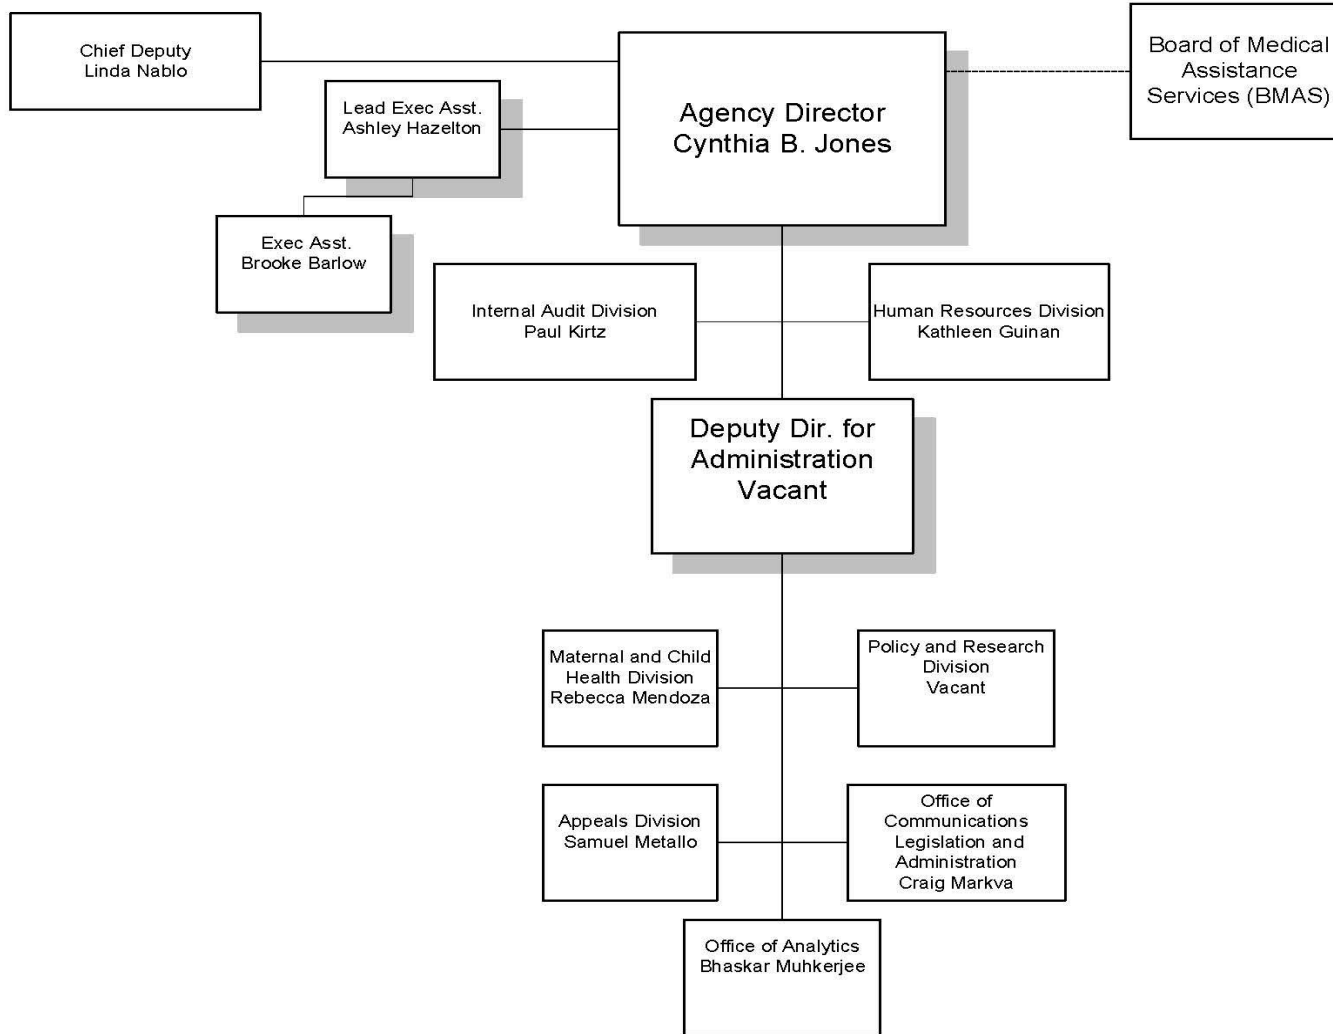 Chief Deputy
Linda Nablo
Agency Director
Cynthia B. Jones
Board of Medical
Assistance
Services (BMAS)
Lead Exec Asst.
Ashley Hazelton
Exec Asst.
Brooke Barlow
Internal Audit Division
Paul Kirtz
Human Resources Division
Kathleen Guinan
Deputy Dir. for
Administration
Vacant
Maternal and Child
Health Division
Rebecca Mendoza
Policy and Research
Division
Vacant
Appeals Division
Samuel Metallo
Office of
Communications
Legislation and
Administration
Craig Markva
Office of Analytics
Bhaskar Muhkerjee